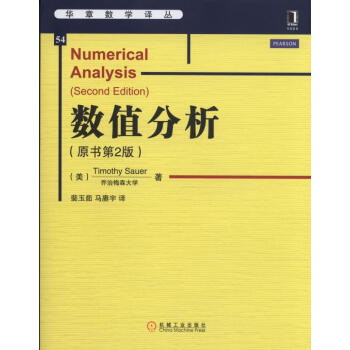 华章数学译丛
54
PEARSON
Numerical
Analysis
(Second Edition)
数值分析
(原书第2版)
(美) Timothy Sauer 著
乔治梅森大学
裴玉茹 马赓宇 译
机械工业出版社
China Machine Press